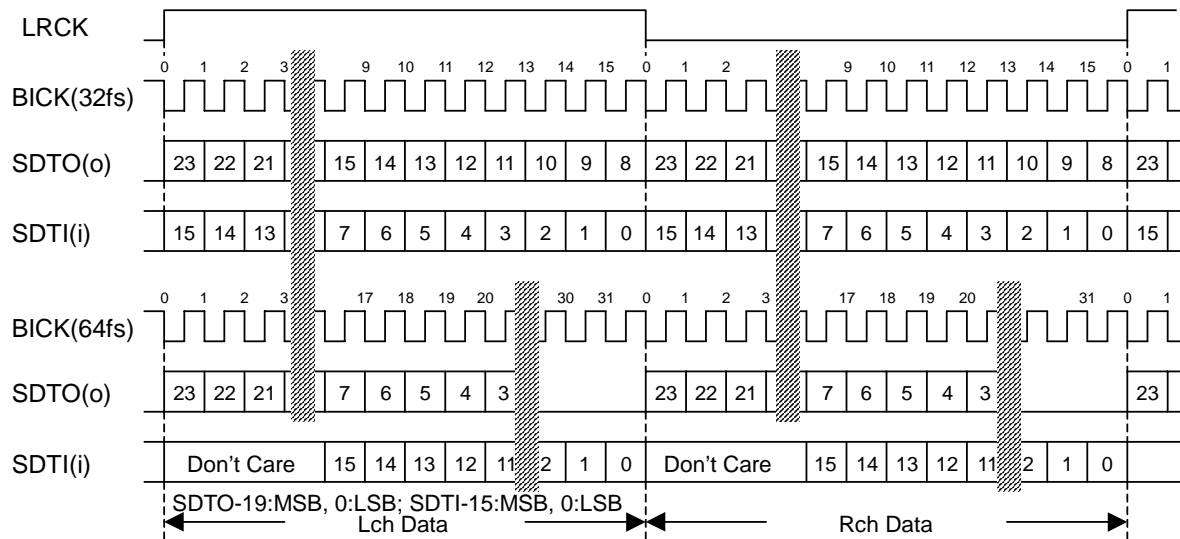 LRCK
0 1 2 3 9 10 11 12 13 14 15 0 1 2 8 9 10 11 12 13 14 15 0 1
BICK(32fs)
SDTO(o) 23 22 21 15 14 13 12 11 10 9 8 23 22 21 15 14 13 12 11 10 9 8 23
SDTI(i) 15 14 13 7 6 5 4 3 2 1 0 15 14 13 7 6 5 4 3 2 1 0 15
0 1 2 3 17 18 19 20 30 31 0 1 2 3 17 18 19 20 31 0 1
BICK(64fs)
SDTO(o) 23 22 21 7 6 5 4 3 23 22 21 7 6 5 4 3 23
SDTI(i) Don't Care 15 14 13 12 11 2 1 0 Don't Care 15 14 13 12 11 2 1 0
SDTO-19:MSB, 0:LSB; SDTI-15:MSB, 0:LSB
Lch Data Rch Data